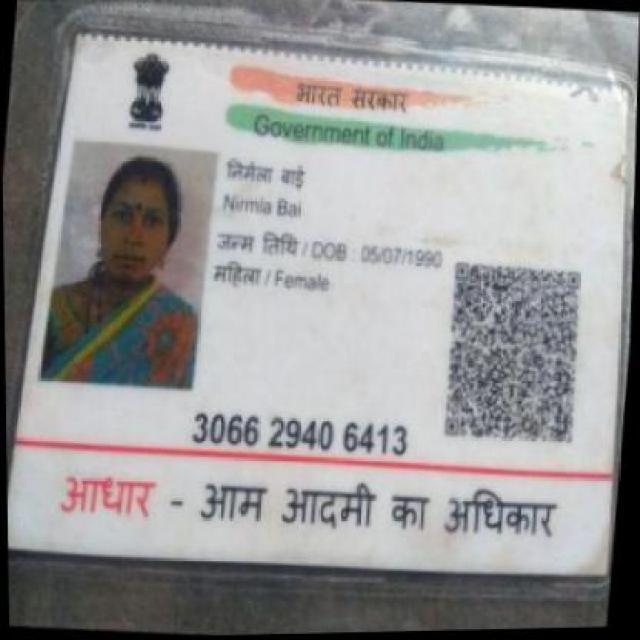 भारत सरकार
Government of India
निर्मला बाई
Nirmla Bai
जन्म तिथि / DOB : 05/07/1990
महिला / Female
3066 2940 6413
आधार - आम आदमी का अधिकार